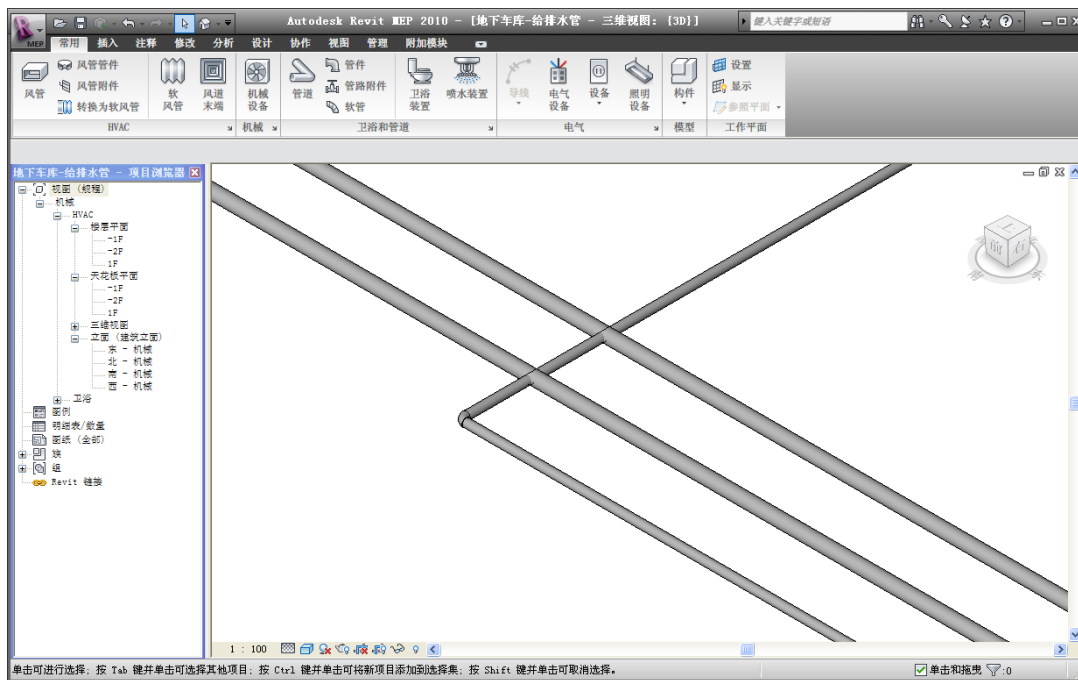 Autodesk Revit MEP 2010 - [地下车库-给排水管 - 三维视图: {3D}]
键入关键字或短语
MEP
常用 插入 注释 修改 分析 设计 协作 视图 管理 附加模块
风管
风管管件
风管附件
转换为软风管
软
风管
风道
末端
机械
设备
管道
管件
管路附件
软管
卫浴
装置
喷水装置
导线
电气
设备
设备
照明
设备
构件
设置
显示
参照平面
HVAC
机械
卫浴和管道
电气
模型
工作平面
地下车库-给排水管 - 项目浏览器
视图 (规程)
机械
HVAC
楼层平面
-1F
-2F
1F
天花板平面
-1F
-2F
1F
三维视图
立面 (建筑立面)
东 - 机械
北 - 机械
南 - 机械
西 - 机械
卫浴
图例
明细表/数量
图纸 (全部)
族
组
Revit 链接
上
前
右
1 : 100
单击可进行选择; 按 Tab 键并单击可选择其他项目; 按 Ctrl 键并单击可将新项目添加到选择集; 按 Shift 键并单击可取消选择。
单击和拖曳
:0